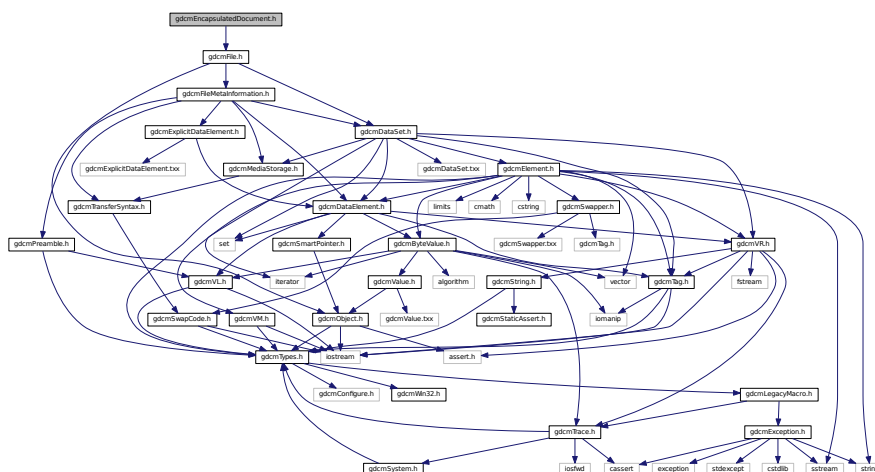 gdcmEncapsulatedDocument.h
gdcmFile.h
gdcmFileMetaInformation.h
gdcmExplicitDataElement.h
gdcmDataSet.h
gdcmExplicitDataElement.txx
gdcmMediaStorage.h
gdcmDataSet.txx
gdcmElement.h
gdcmTransferSyntax.h
gdcmDataElement.h
limits
cmath
cstring
gdcmSwapper.h
gdcmPreamble.h
set
gdcmSmartPointer.h
gdcmByteValue.h
gdcmSwapper.txx
gdcmTag.h
gdcmVR.h
gdcmVL.h
iterator
gdcmValue.h
algorithm
gdcmString.h
vector
gdcmTag.h
fstream
gdcmSwapCode.h
gdcmVM.h
gdcmObject.h
gdcmValue.txx
gdcmStaticAssert.h
iomanip
gdcmTypes.h
iostream
assert.h
gdcmConfigure.h
gdcmWin32.h
gdcmLegacyMacro.h
gdcmTrace.h
gdcmException.h
gdcmSystem.h
iosfwd
cassert
exception
stdexcept
cstdlib
sstream